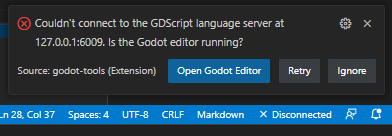 Couldn't connect to the GDScript language server at
127.0.0.1:6009. Is the Godot editor running?
Source: godot-tools (Extension) Open Godot Editor Retry Ignore
Ln 28, Col 37 Spaces: 4 UTF-8 CRLF Markdown Disconnected